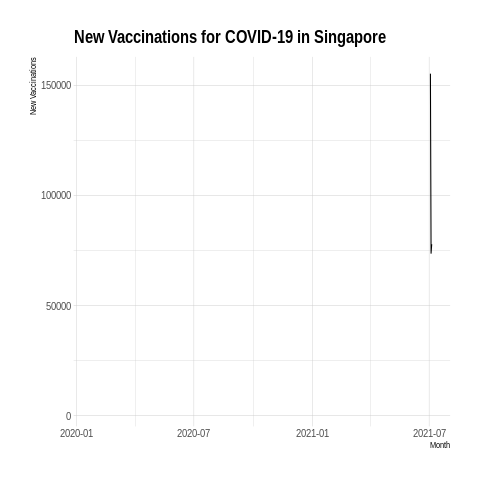 New Vaccinations for COVID-19 in Singapore
New Vaccinations
150000
100000
50000
0
2020-01 2020-07 2021-01 2021-07
Month